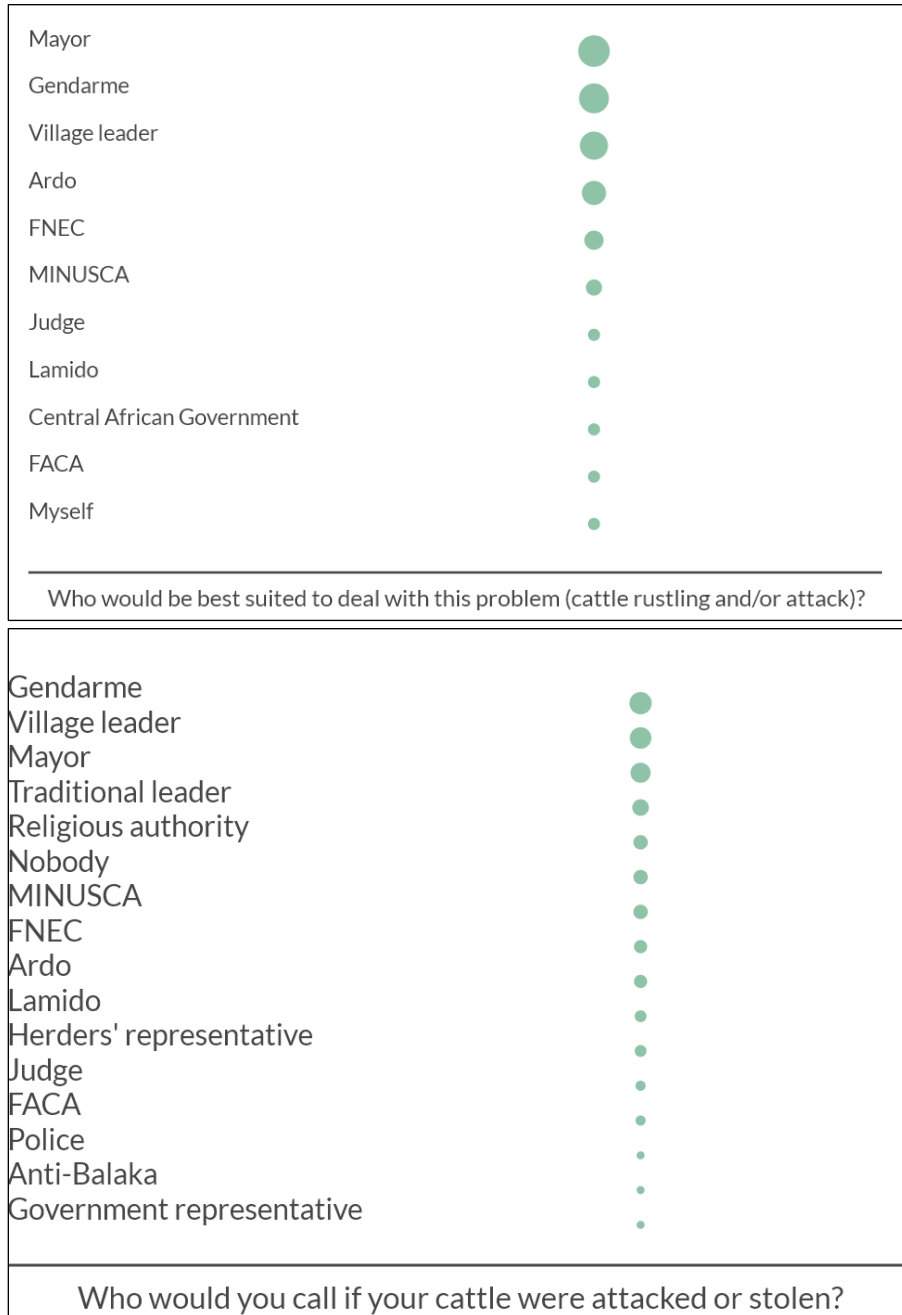 Mayor
Gendarme
Village leader
Ardo
FNEC
MINUSCA
Judge
Lamido
Central African Government
FACA
Myself
Who would be best suited to deal with this problem (cattle rustling and/or attack)?
Gendarme
Village leader
Mayor
Traditional leader
Religious authority
Nobody
MINUSCA
FNEC
Ardo
Lamido
Herders' representative
Judge
FACA
Police
Anti-Balaka
Government representative
Who would you call if your cattle were attacked or stolen?